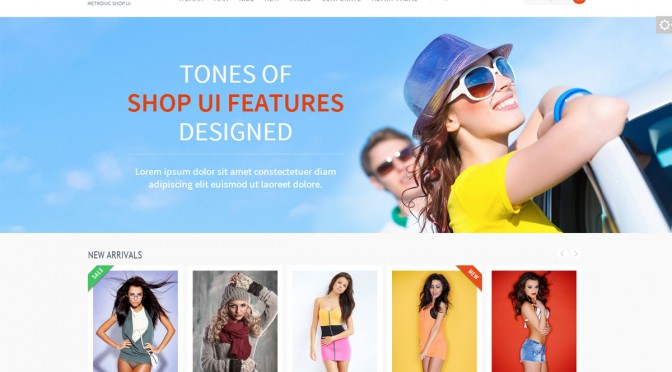 METRONIC SHOP UI
TONES OF
SHOP UI FEATURES
DESIGNED
Lorem ipsum dolor sit amet constectetuer diam
adipiscing elit euismod ut laoreet dolore.
NEW ARRIVALS
SALE
NEW